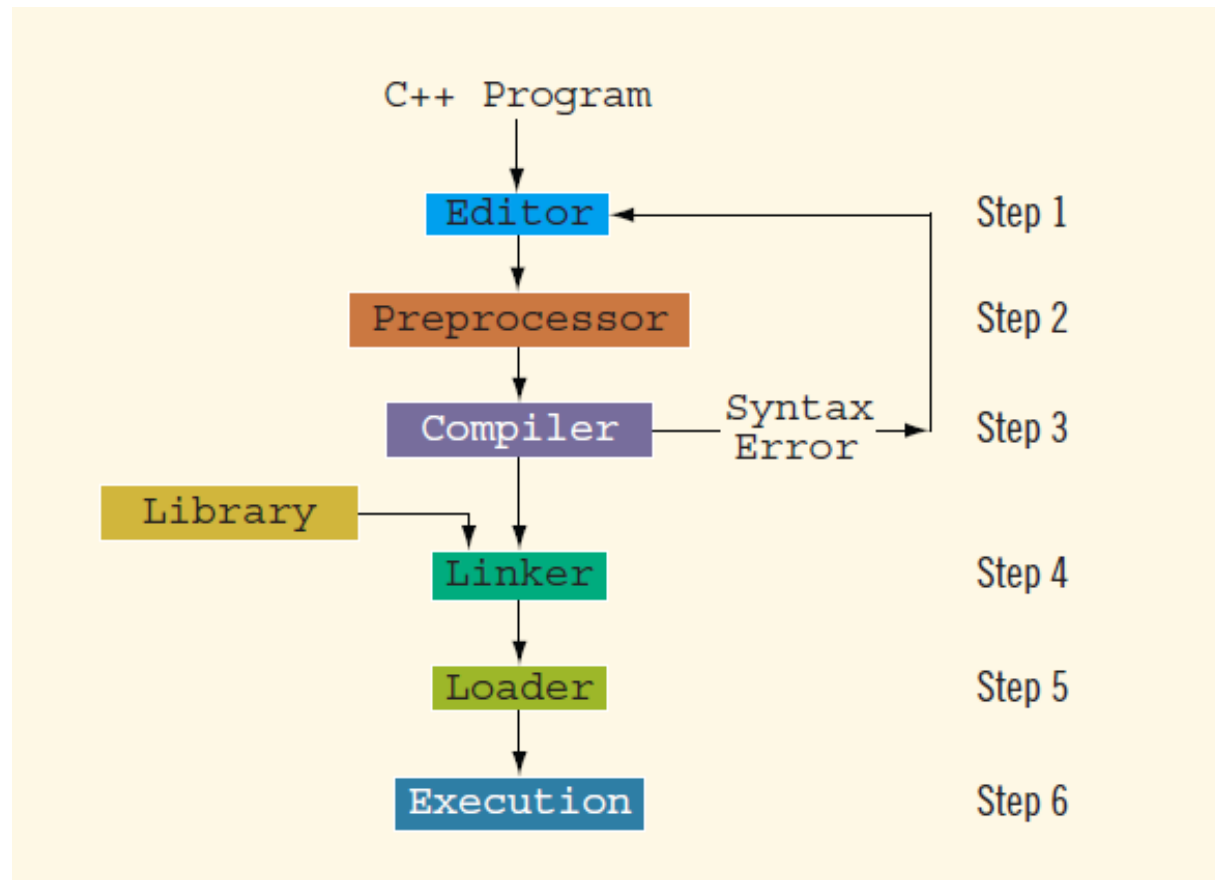 C++ Program
Editor
Step 1
Preprocessor
Step 2
Compiler
Syntax
Error
Step 3
Library
Linker
Step 4
Loader
Step 5
Execution
Step 6